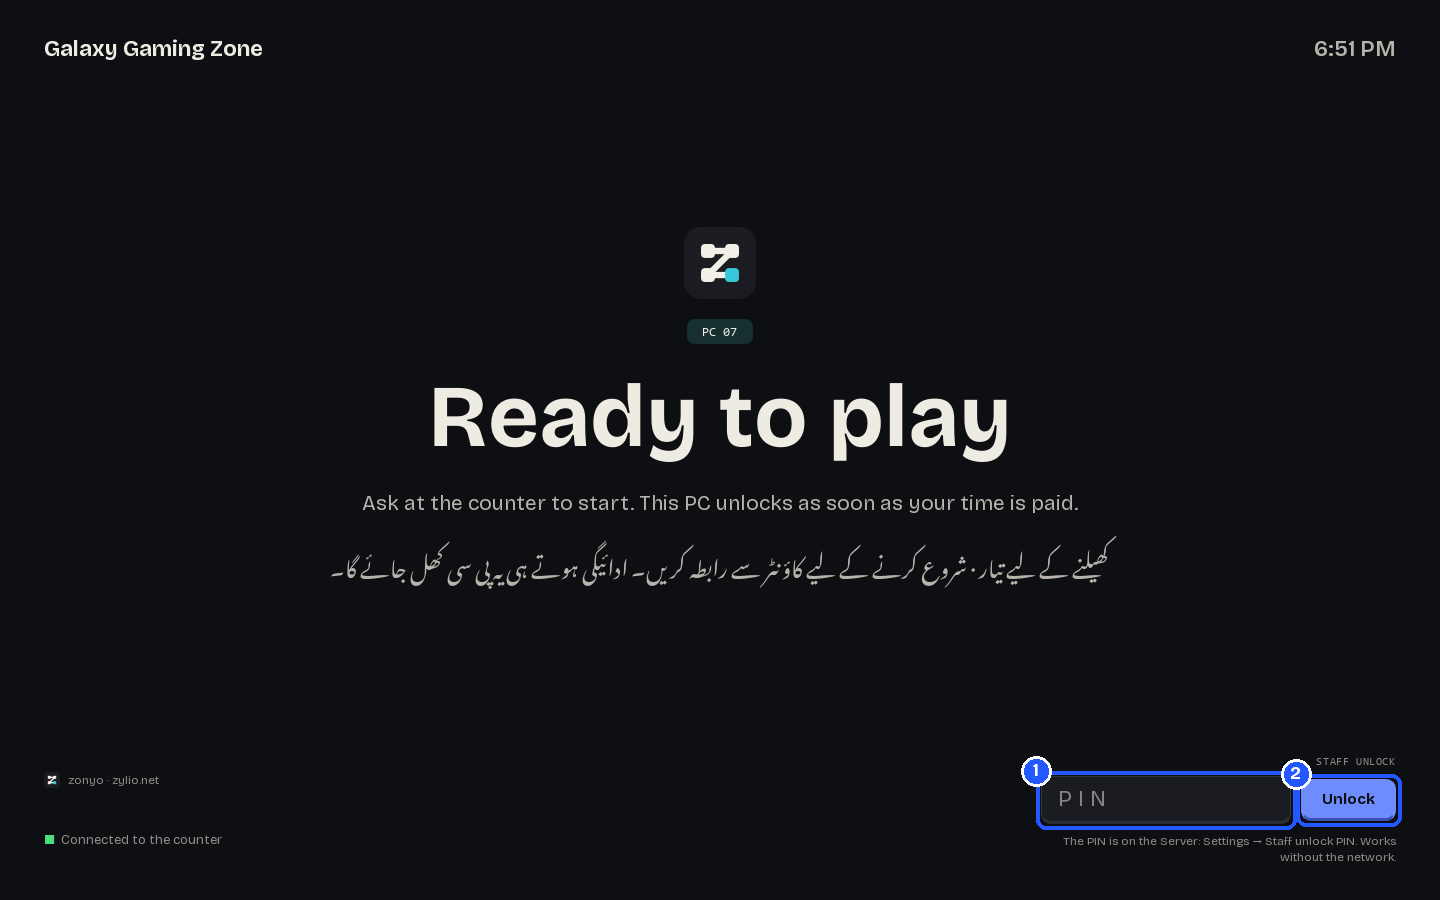 Galaxy Gaming Zone
6:51 PM
PC 07
Ready to play
Ask at the counter to start. This PC unlocks as soon as your time is paid.
کھیلنے کے لیے تیار · شروع کرنے کے لیے کاؤنٹر سے رابطہ کریں۔ ادائیگی ہوتے ہی یہ پی سی کھل جائے گا۔
zonyo · zylio.net
Connected to the counter
STAFF UNLOCK
1
PIN
2
Unlock
The PIN is on the Server: Settings → Staff unlock PIN. Works
without the network.